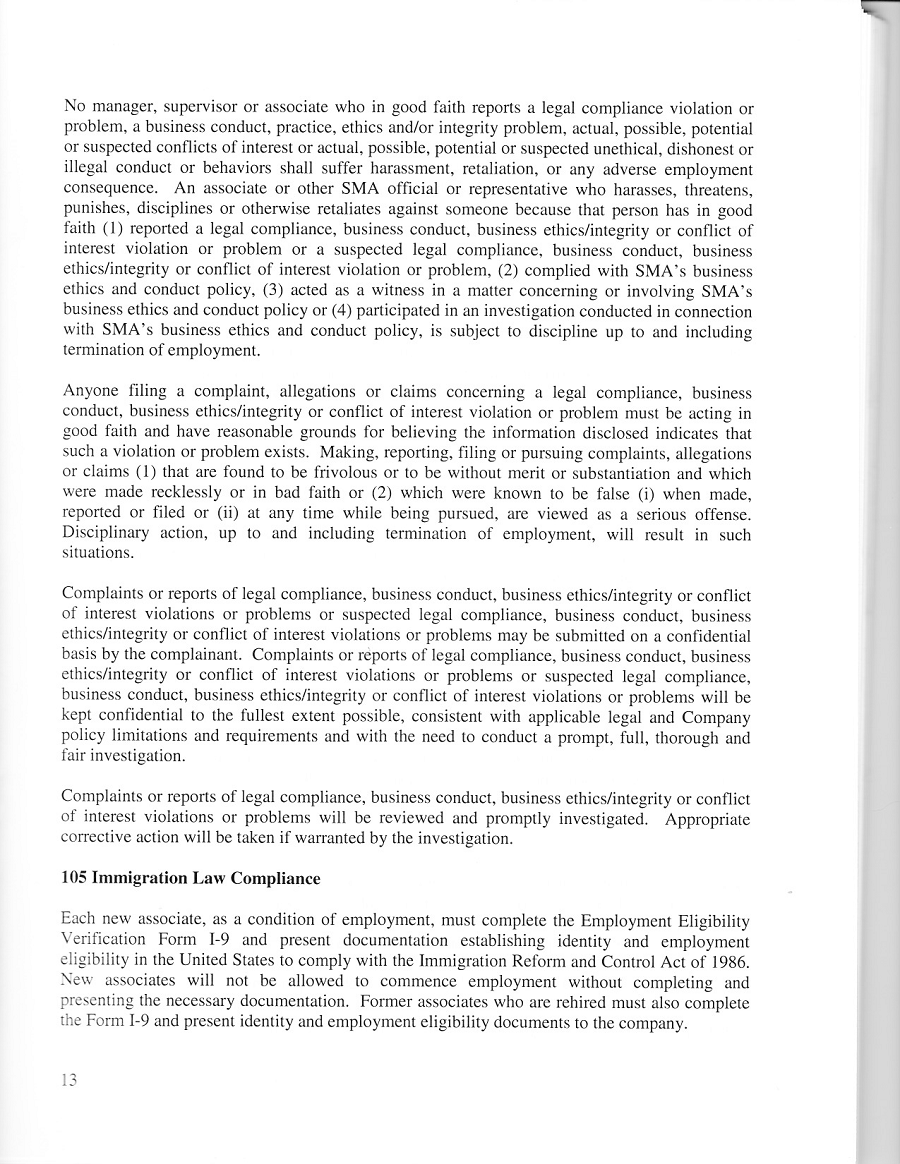 No manager, supervisor or associate who in good faith reports a legal compliance violation or
problem, a business conduct, practice, ethics and/or integrity problem, actual, possible, potential
or suspected conflicts of interest or actual, possible, potential or suspected unethical, dishonest or
illegal conduct or behaviors shall suffer harassment, retaliation, or any adverse employment
consequence. An associate or other SMA official or representative who harasses, threatens,
punishes, disciplines or otherwise retaliates against someone because that person has in good
faith (1) reported a legal compliance, business conduct, business ethics/integrity or conflict of
interest violation or problem or a suspected legal compliance, business conduct, business
ethics/integrity or conflict of interest violation or problem, (2) complied with SMA's business
ethics and conduct policy, (3) acted as a witness in a matter concerning or involving SMA's
business ethics and conduct policy or (4) participated in an investigation conducted in connection
with SMA's business ethics and conduct policy, is subject to discipline up to and including
termination of employment.
Anyone filing a complaint, allegations or claims concerning a legal compliance, business
conduct, business ethics/integrity or conflict of interest violation or problem must be acting in
good faith and have reasonable grounds for believing the information disclosed indicates that
such a violation or problem exists. Making, reporting, filing or pursuing complaints, allegations
or claims (1) that are found to be frivolous or to be without merit or substantiation and which
were made recklessly or in bad faith or (2) which were known to be false (i) when made,
reported or filed or (ii) at any time while being pursued, are viewed as a serious offense.
Disciplinary action, up to and including termination of employment, will result in such
situations.
Complaints or reports of legal compliance, business conduct, business ethics/integrity or conflict
of interest violations or problems or suspected legal compliance, business conduct, business
ethics/integrity or conflict of interest violations or problems may be submitted on a confidential
basis by the complainant. Complaints or reports of legal compliance, business conduct, business
ethics/integrity or conflict of interest violations or problems or suspected legal compliance,
business conduct, business ethics/integrity or conflict of interest violations or problems will be
kept confidential to the fullest extent possible, consistent with applicable legal and Company
policy limitations and requirements and with the need to conduct a prompt, full, thorough and
fair investigation.
Complaints or reports of legal compliance, business conduct, business ethics/integrity or conflict
of interest violations or problems will be reviewed and promptly investigated. Appropriate
corrective action will be taken if warranted by the investigation.
105 Immigration Law Compliance
Each new associate, as a condition of employment, must complete the Employment Eligibility
Verification Form I-9 and present documentation establishing identity and employment
eligibility in the United States to comply with the Immigration Reform and Control Act of 1986.
New associates will not be allowed to commence employment without completing and
presenting the necessary documentation. Former associates who are rehired must also complete
the Form I-9 and present identity and employment eligibility documents to the company.
13